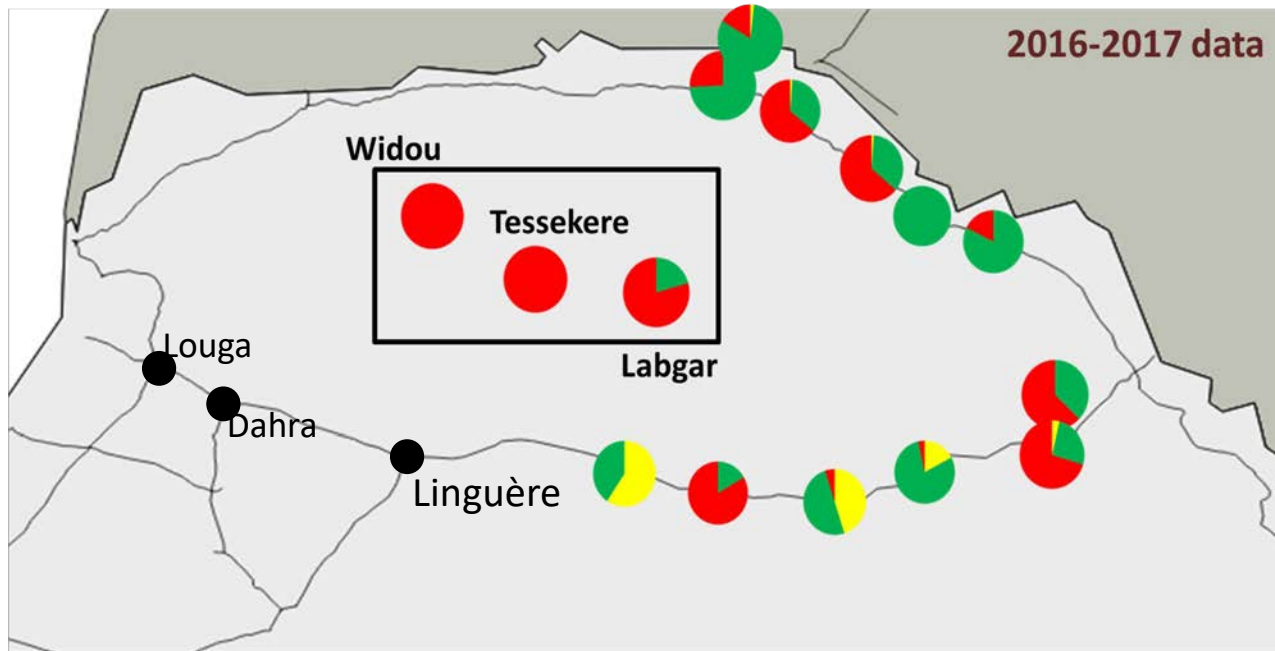 2016-2017 data
Widou
Tessekere
Labgar
Louga
Dahra
Linguère